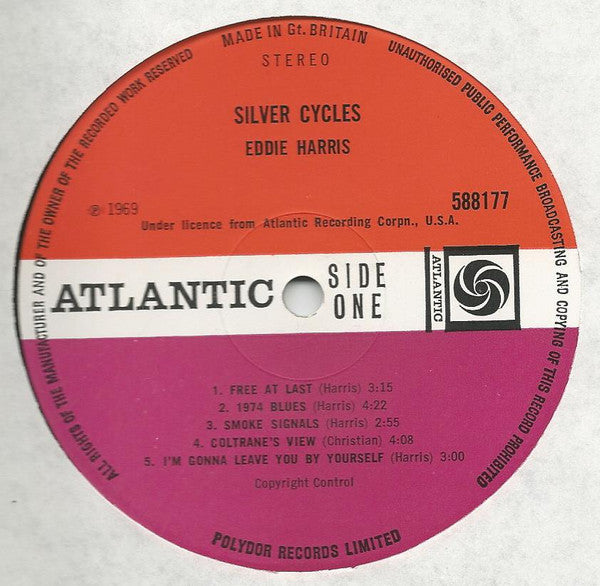 MADE IN Gt. BRITAIN
ALL RIGHTS OF THE MANUFACTURER AND OF THE OWNER OF THE RECORDED WORK RESERVED
UNAUTHORISED PUBLIC PERFORMANCE BROADCASTING AND COPYING OF THIS RECORD PROHIBITED
STEREO
SILVER CYCLES
EDDIE HARRIS
℗ 1969
588177
Under licence from Atlantic Recording Corpn., U.S.A.
ATLANTIC
SIDE
ONE
ATLANTIC
1. FREE AT LAST (Harris) 3:15
2. 1974 BLUES (Harris) 4:22
3. SMOKE SIGNALS (Harris) 2:55
4. COLTRANE'S VIEW (Christian) 4:08
5. I'M GONNA LEAVE YOU BY YOURSELF (Harris) 3:00
Copyright Control
POLYDOR RECORDS LIMITED